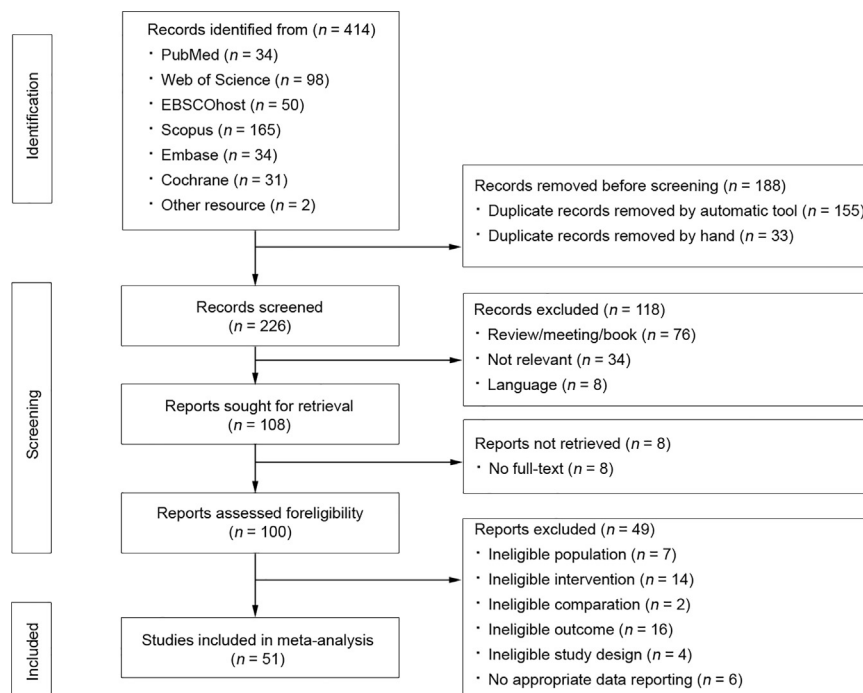 Identification
Records identified from (n = 414)
· PubMed (n = 34)
· Web of Science (n = 98)
· EBSCOhost (n = 50)
· Scopus (n = 165)
· Embase (n = 34)
· Cochrane (n = 31)
· Other resource (n = 2)
Records removed before screening (n = 188)
· Duplicate records removed by automatic tool (n = 155)
· Duplicate records removed by hand (n = 33)
Screening
Records screened
(n = 226)
Records excluded (n = 118)
· Review/meeting/book (n = 76)
· Not relevant (n = 34)
· Language (n = 8)
Reports sought for retrieval
(n = 108)
Reports not retrieved (n = 8)
· No full-text (n = 8)
Reports assessed foreligibility
(n = 100)
Reports excluded (n = 49)
· Ineligible population (n = 7)
· Ineligible intervention (n = 14)
· Ineligible comparation (n = 2)
· Ineligible outcome (n = 16)
· Ineligible study design (n = 4)
· No appropriate data reporting (n = 6)
Included
Studies included in meta-analysis
(n = 51)